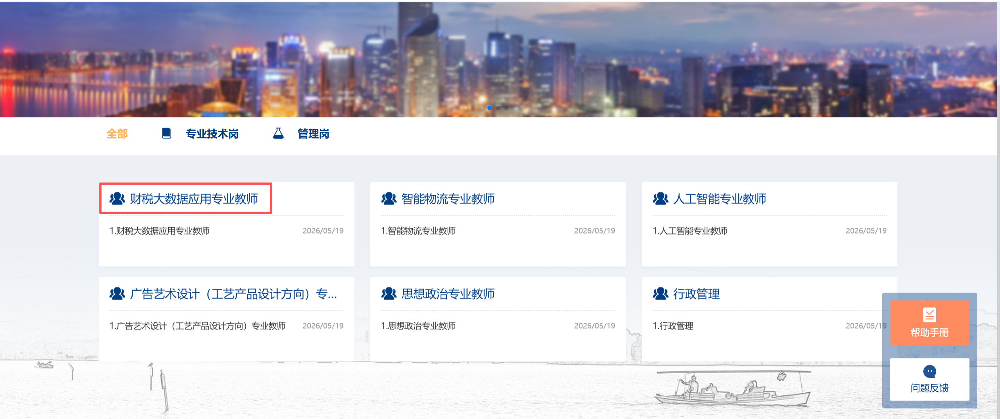 全部 专业技术岗 管理岗
财税大数据应用专业教师
1.财税大数据应用专业教师 2026/05/19
智能物流专业教师
1.智能物流专业教师 2026/05/19
人工智能专业教师
1.人工智能专业教师 2026/05/19
广告艺术设计（工艺产品设计方向）专...
1.广告艺术设计（工艺产品设计方向）专业教师 2026/05/19
思想政治专业教师
1.思想政治专业教师 2026/05/19
行政管理
1.行政管理 2026/05/19
帮助手册
问题反馈